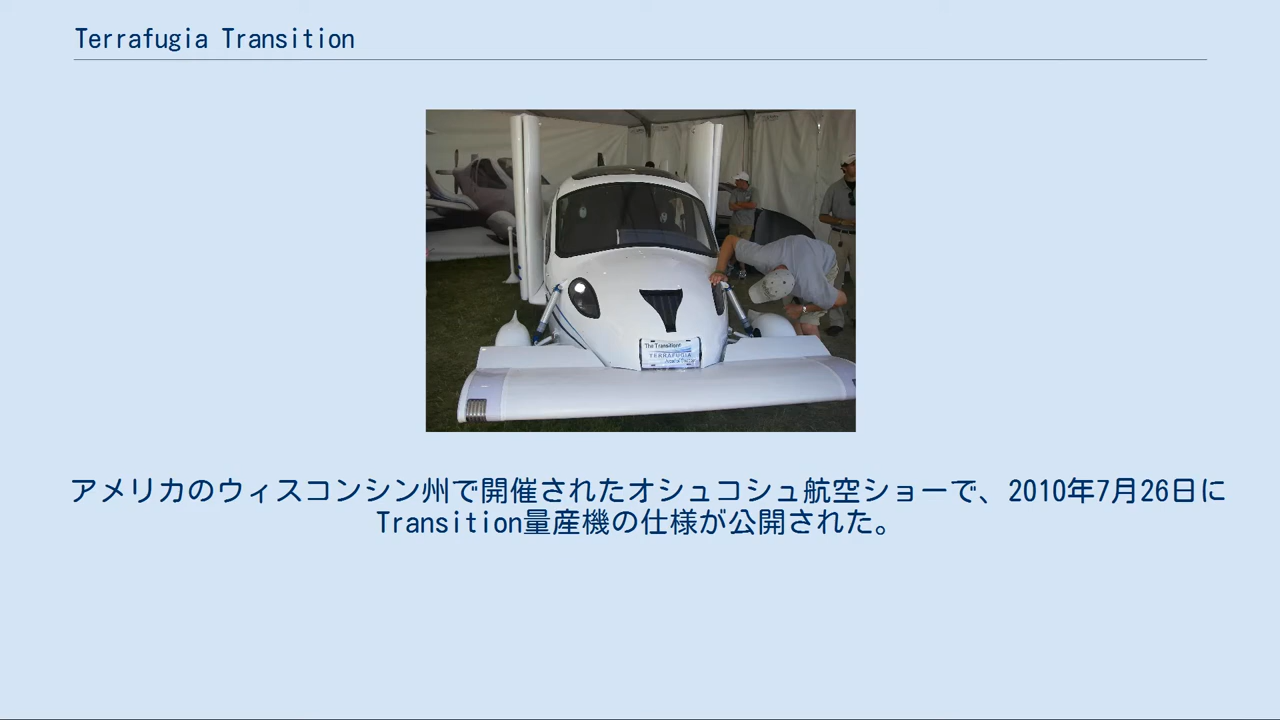 Terrafugia Transition
The Transition®
TERRAFUGIA
アメリカのウィスコンシン州で開催されたオシュコシュ航空ショーで、2010年7月26日に
Transition量産機の仕様が公開された。